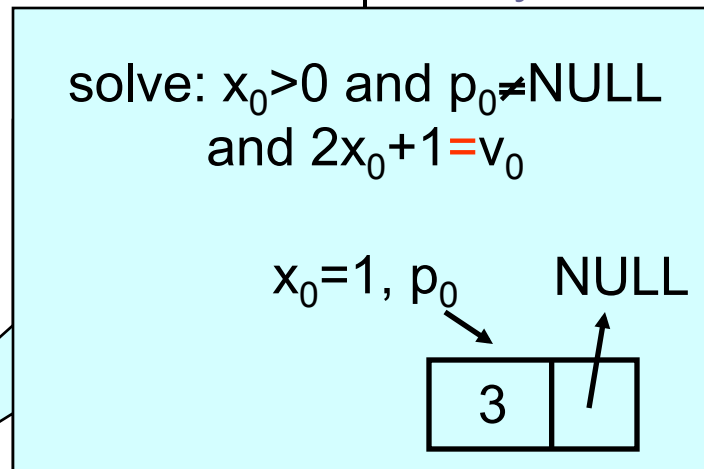 solve: x₀>0 and p₀≠NULL
and 2x₀+1=v₀
x₀=1, p₀ NULL
3